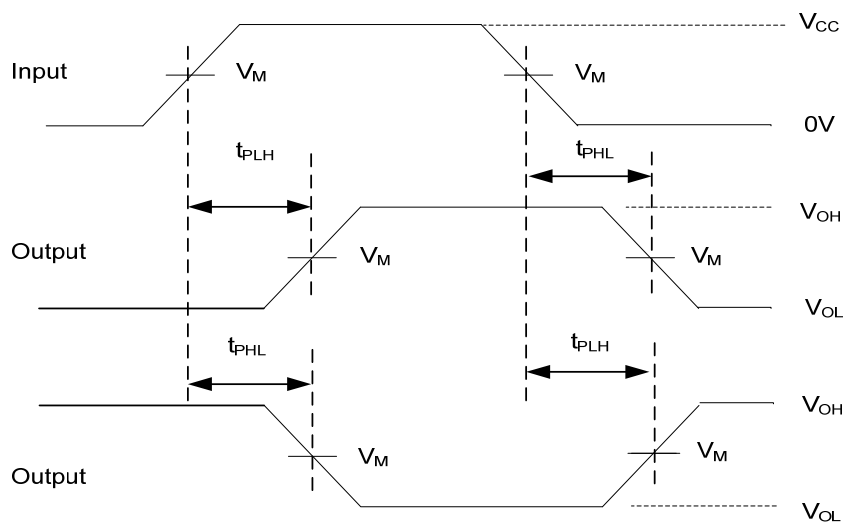 V_CC
Input
V_M
V_M
0V
t_PLH
t_PHL
V_OH
Output
V_M
V_M
V_OL
t_PHL
t_PLH
V_OH
Output
V_M
V_M
V_OL